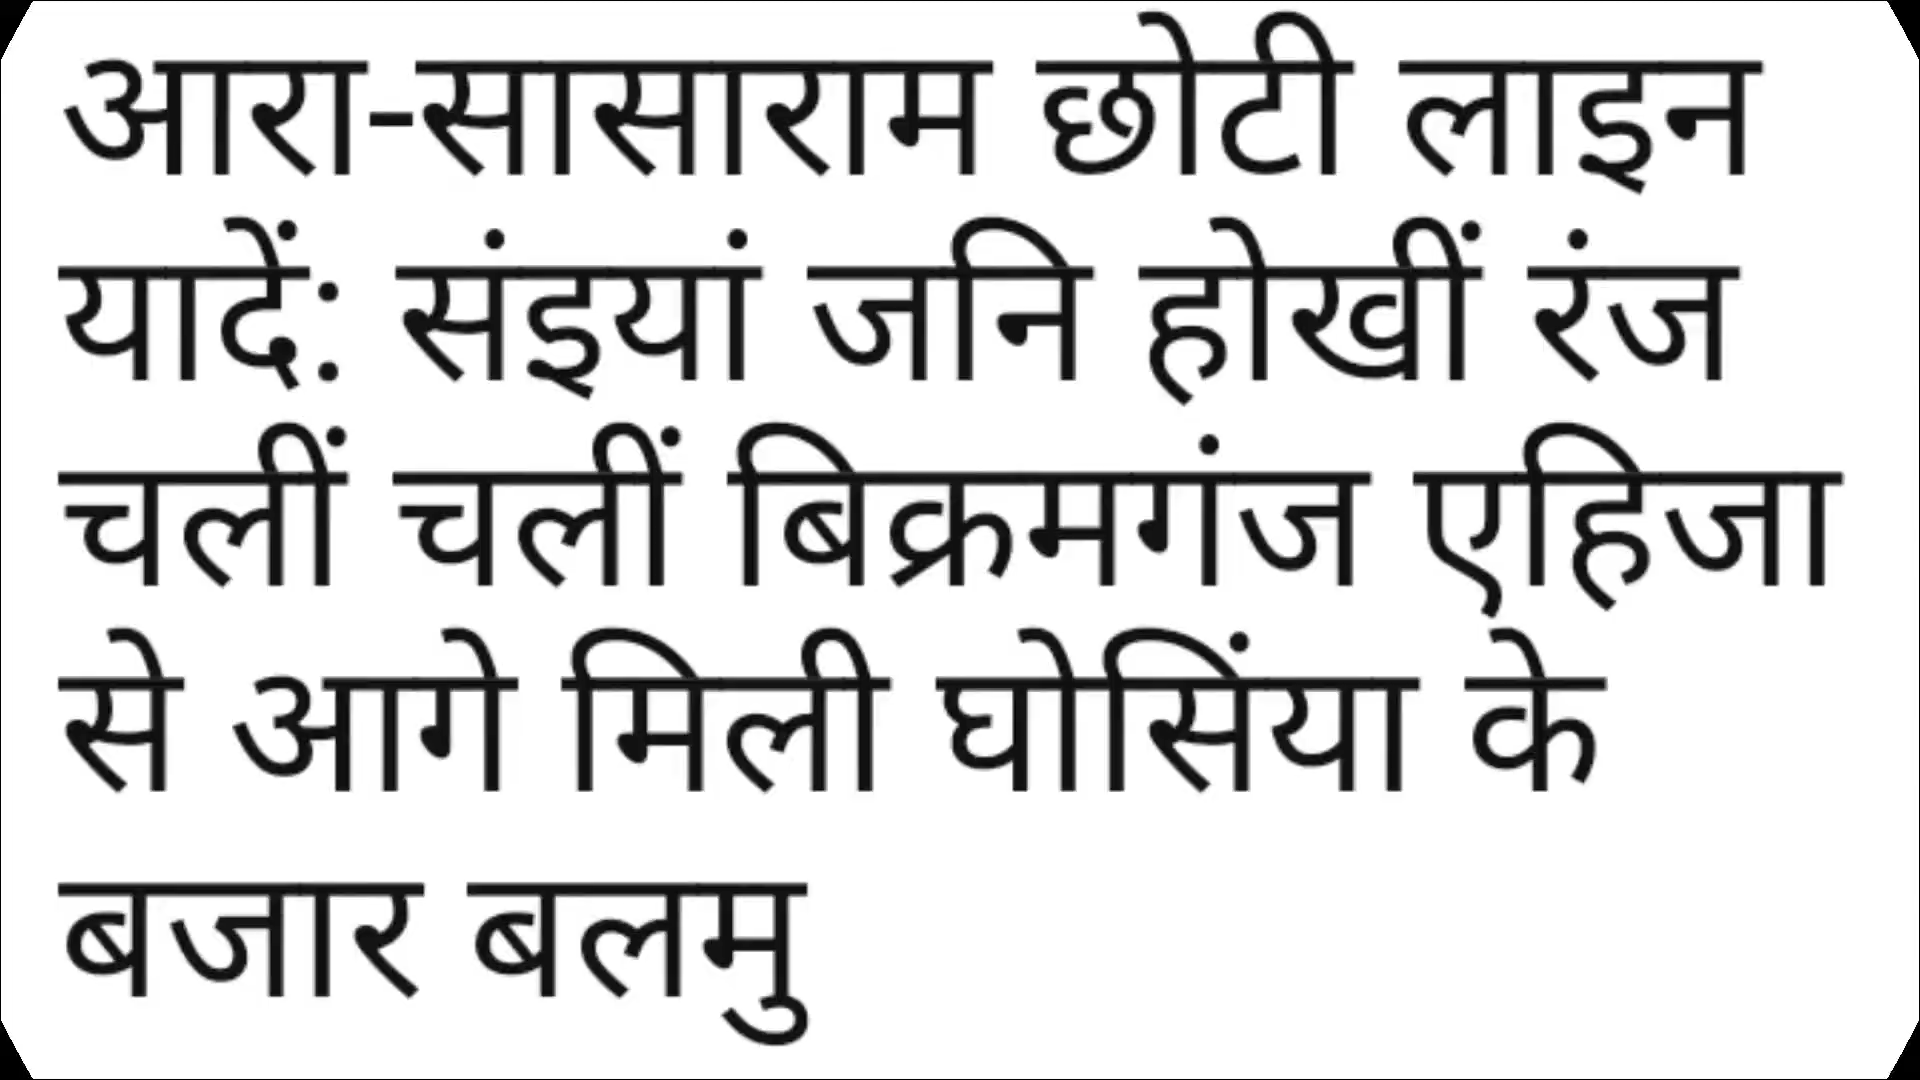 आरा-सासाराम छोटी लाइन
यादें: संइयां जनि होखीं रंज
चलीं चलीं बिक्रमगंज एहिजा
से आगे मिली घोसिंया के
बजार बलमु